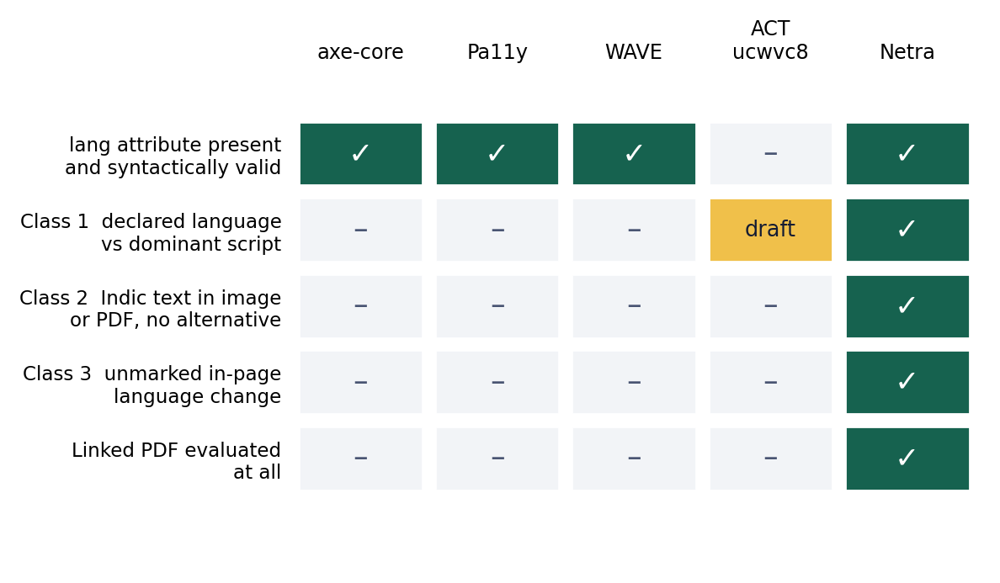 axe-core Pa11y WAVE ACT ucwvc8 Netra
lang attribute present ✓ ✓ ✓ – ✓
and syntactically valid
Class 1 declared language – – – draft ✓
vs dominant script
Class 2 Indic text in image – – – – ✓
or PDF, no alternative
Class 3 unmarked in-page – – – – ✓
language change
Linked PDF evaluated – – – – ✓
at all